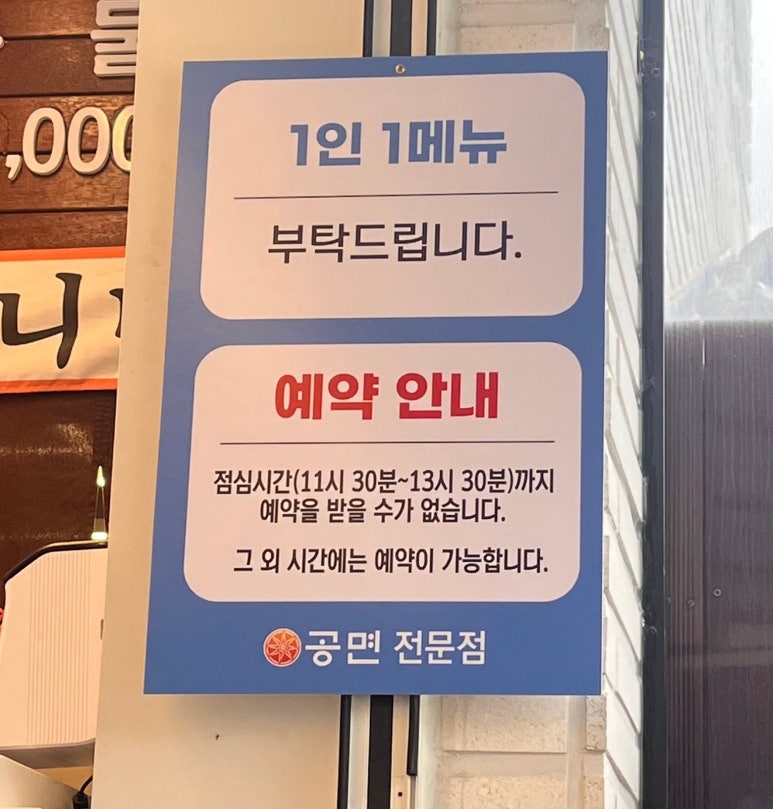 ,000
1인 1메뉴
부탁드립니다.
예약 안내
점심시간(11시 30분~13시 30분)까지
예약을 받을 수가 없습니다.
그 외 시간에는 예약이 가능합니다.
공면 전문점